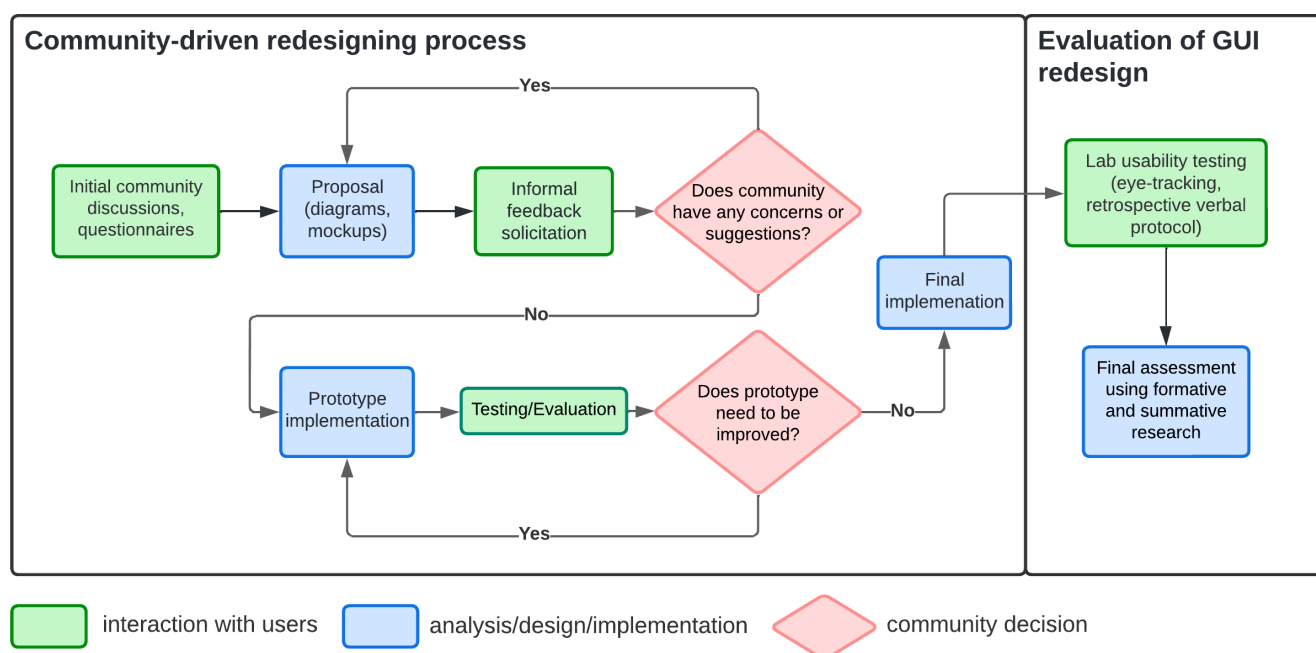 Community-driven redesigning process
Evaluation of GUI
redesign
Yes
Initial community
discussions,
questionnaires
Proposal
(diagrams,
mockups)
Informal
feedback
solicitation
Does community
have any concerns or
suggestions?
No
Prototype
implementation
Testing/Evaluation
Does prototype
need to be
improved?
Yes
No
Final
implemenation
Lab usability testing
(eye-tracking,
retrospective verbal
protocol)
Final assessment
using formative
and summative
research
interaction with users
analysis/design/implementation
community decision